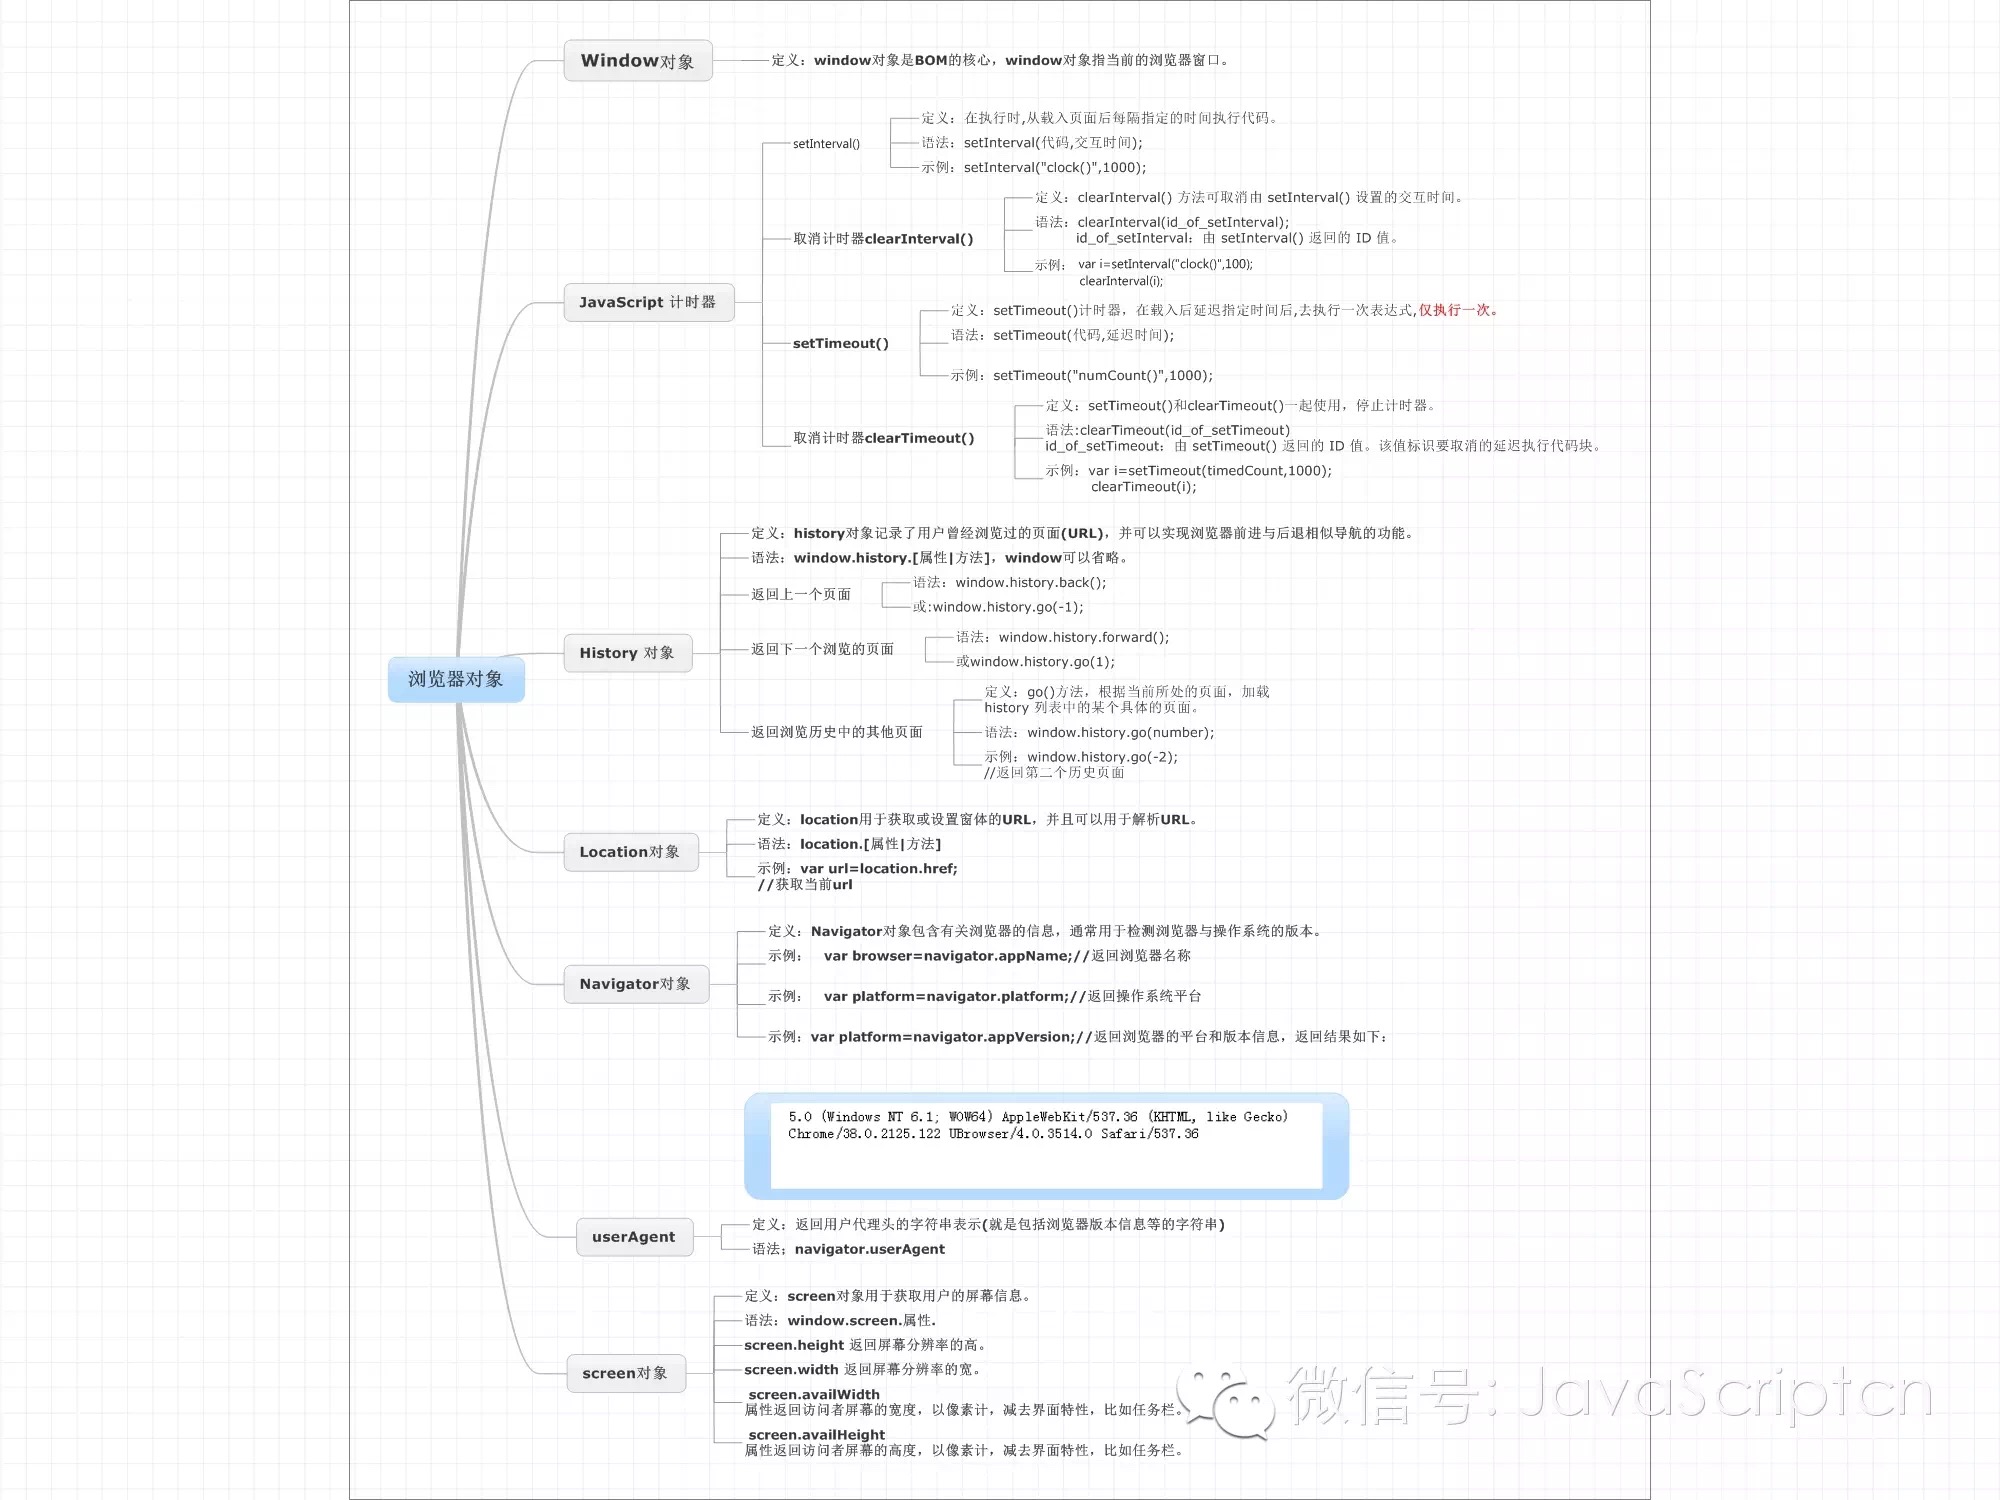 Window对象
定义：window对象是BOM的核心，window对象指当前的浏览器窗口。
JavaScript 计时器
setInterval()
定义：在执行时,从载入页面后每隔指定的时间执行代码。
语法：setInterval(代码,交互时间);
示例：setInterval("clock()",1000);
取消计时器clearInterval()
定义：clearInterval() 方法可取消由 setInterval() 设置的交互时间。
语法：clearInterval(id_of_setInterval);
id_of_setInterval：由 setInterval() 返回的 ID 值。
示例： var i=setInterval("clock()",100);
clearInterval(i);
setTimeout()
定义：setTimeout()计时器，在载入后延迟指定时间后,去执行一次表达式,仅执行一次。
语法：setTimeout(代码,延迟时间);
示例：setTimeout("numCount()",1000);
取消计时器clearTimeout()
定义：setTimeout()和clearTimeout()一起使用，停止计时器。
语法:clearTimeout(id_of_setTimeout)
id_of_setTimeout：由 setTimeout() 返回的 ID 值。该值标识要取消的延迟执行代码块。
示例：var i=setTimeout(timedCount,1000);
clearTimeout(i);
浏览器对象
History 对象
定义：history对象记录了用户曾经浏览过的页面(URL)，并可以实现浏览器前进与后退相似导航的功能。
语法：window.history.[属性|方法]，window可以省略。
返回上一个页面
语法：window.history.back();
或:window.history.go(-1);
返回下一个浏览的页面
语法：window.history.forward();
或window.history.go(1);
返回浏览历史中的其他页面
定义：go()方法，根据当前所处的页面，加载
history 列表中的某个具体的页面。
语法：window.history.go(number);
示例：window.history.go(-2);
//返回第二个历史页面
Location对象
定义：location用于获取或设置窗体的URL，并且可以用于解析URL。
语法：location.[属性|方法]
示例：var url=location.href;
//获取当前url
Navigator对象
定义：Navigator对象包含有关浏览器的信息，通常用于检测浏览器与操作系统的版本。
示例： var browser=navigator.appName;//返回浏览器名称
示例： var platform=navigator.platform;//返回操作系统平台
示例：var platform=navigator.appVersion;//返回浏览器的平台和版本信息，返回结果如下：
5.0 (Windows NT 6.1; WOW64) AppleWebKit/537.36 (KHTML, like Gecko)
Chrome/38.0.2125.122 UBrowser/4.0.3514.0 Safari/537.36
userAgent
定义：返回用户代理头的字符串表示(就是包括浏览器版本信息等的字符串)
语法；navigator.userAgent
screen对象
定义：screen对象用于获取用户的屏幕信息。
语法：window.screen.属性.
screen.height 返回屏幕分辨率的高。
screen.width 返回屏幕分辨率的宽。
screen.availWidth
属性返回访问者屏幕的宽度，以像素计，减去界面特性，比如任务栏。
screen.availHeight
属性返回访问者屏幕的高度，以像素计，减去界面特性，比如任务栏。
微信号: JavaScriptcn